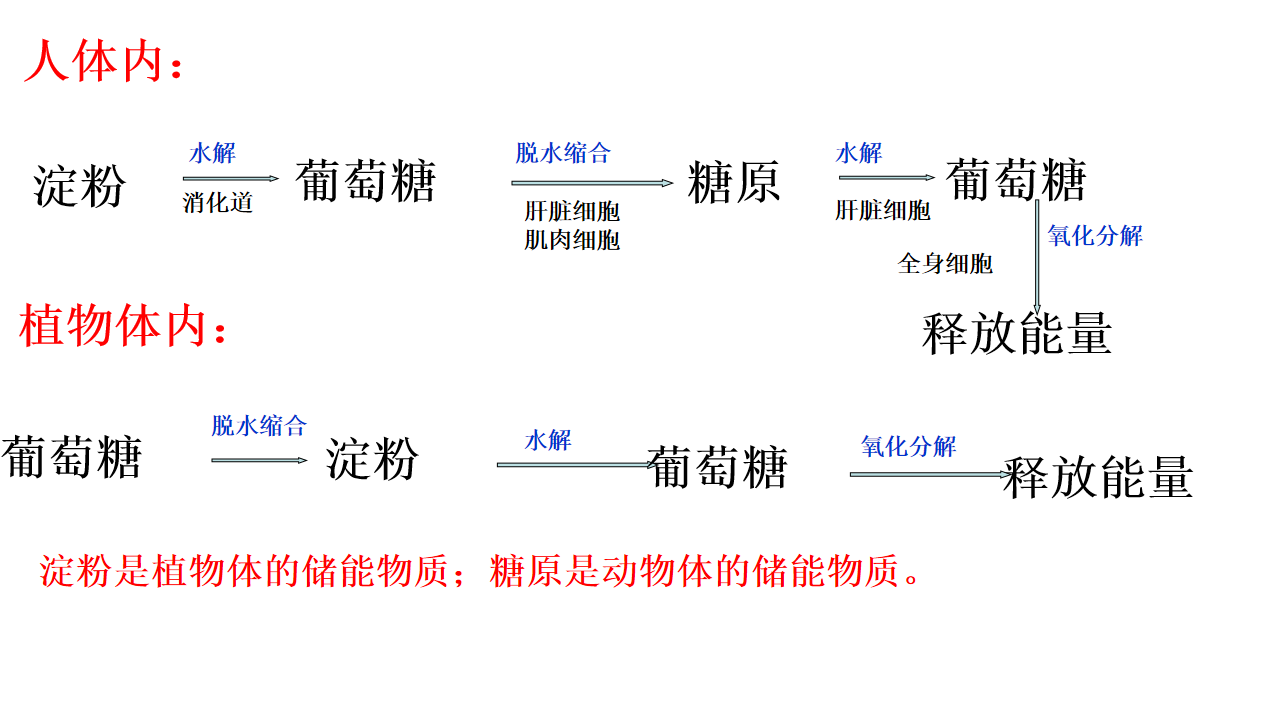 人体内：
水解
脱水缩合
水解
淀粉
葡萄糖
糖原
葡萄糖
消化道
肝脏细胞
肌肉细胞
肝脏细胞
氧化分解
全身细胞
释放能量
植物体内：
脱水缩合
水解
氧化分解
葡萄糖
淀粉
葡萄糖
释放能量
淀粉是植物体的储能物质；糖原是动物体的储能物质。